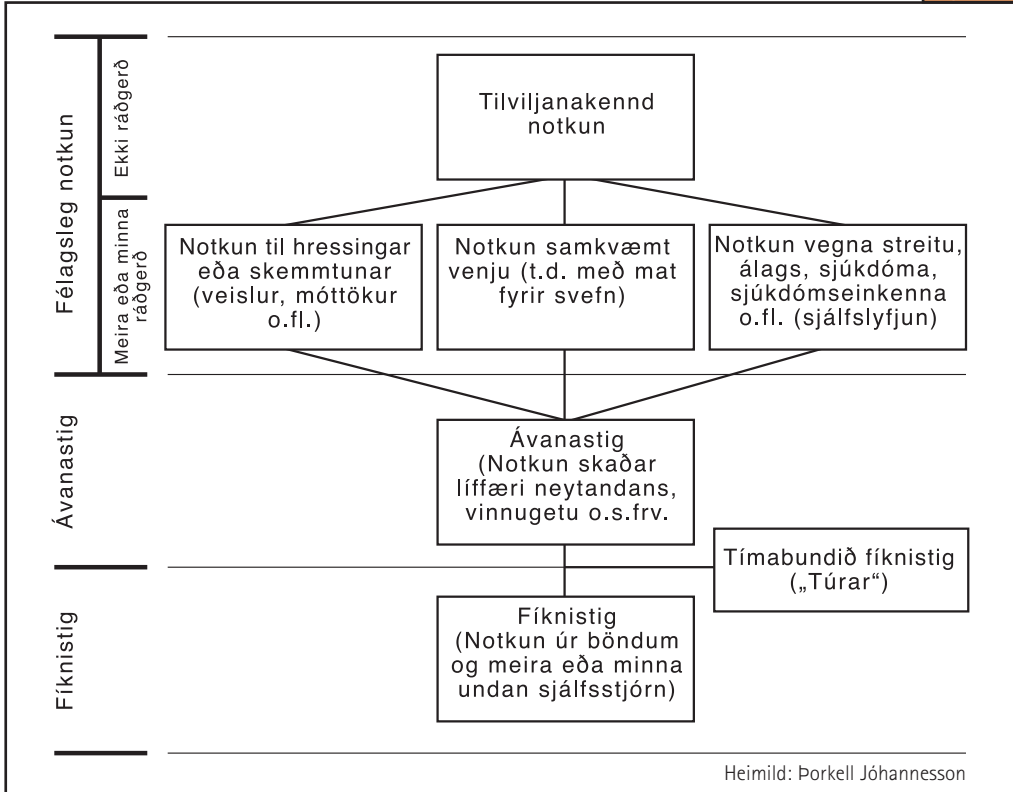 Félagsleg notkun
Ekki ráðgerð
Meira eða minna
ráðgerð
Tilviljanakennd
notkun
Notkun til hressingar
eða skemmtunar
(veislur, móttökur
o.fl.)
Notkun samkvæmt
venju (t.d. með mat
fyrir svefn)
Notkun vegna streitu,
álags, sjúkdóma,
sjúkdómseinkenna
o.fl. (sjálfslyfjun)
Ávanastig
Ávanastig
(Notkun skaðar
líffæri neytandans,
vinnugetu o.s.frv.
Tímabundið fíknistig
(„Túrar“)
Fíknistig
Fíknistig
(Notkun úr böndum
og meira eða minna
undan sjálfsstjórn)
Heimild: Þorkell Jóhannesson